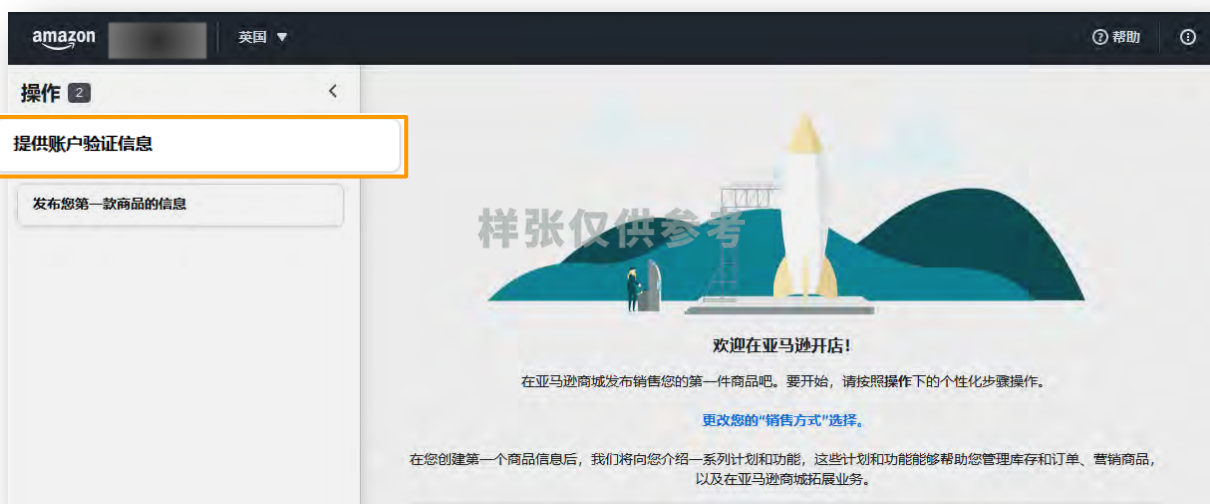 amazon
英国 ▼
帮助
操作 2
提供账户验证信息
发布您第一款商品的信息
样张仅供参考
欢迎在亚马逊开店！
在亚马逊商城发布销售您的第一件商品吧。要开始，请按照操作下的个性化步骤操作。
更改您的“销售方式”选择。
在您创建第一个商品信息后，我们将向您介绍一系列计划和功能，这些计划和功能能够帮助您管理库存和订单、营销商品，
以及在亚马逊商城拓展业务。